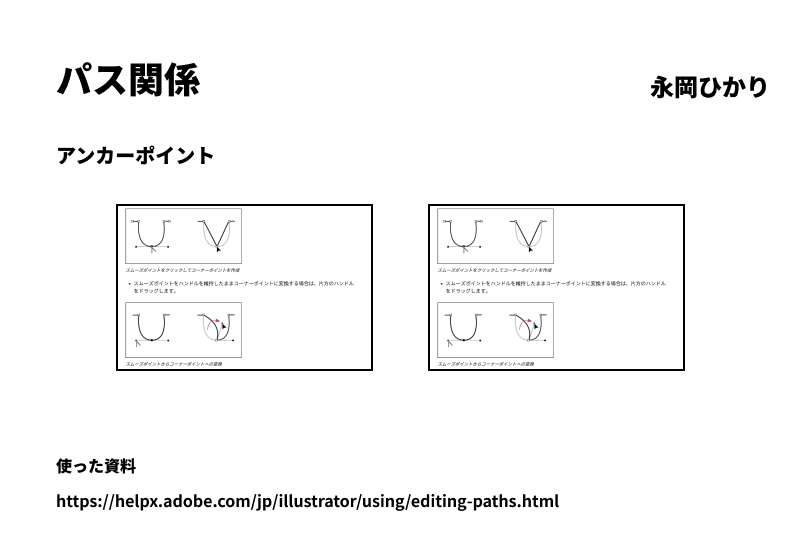 パス関係
永岡ひかり
アンカーポイント
スムーズポイントをクリックしてコーナーポイントを作成
• スムーズポイントをハンドルを維持したままコーナーポイントに変換する場合は、片方のハンドル
をドラッグします。
スムーズポイントからコーナーポイントへの変換
スムーズポイントをクリックしてコーナーポイントを作成
• スムーズポイントをハンドルを維持したままコーナーポイントに変換する場合は、片方のハンドル
をドラッグします。
スムーズポイントからコーナーポイントへの変換
使った資料
https://helpx.adobe.com/jp/illustrator/using/editing-paths.html